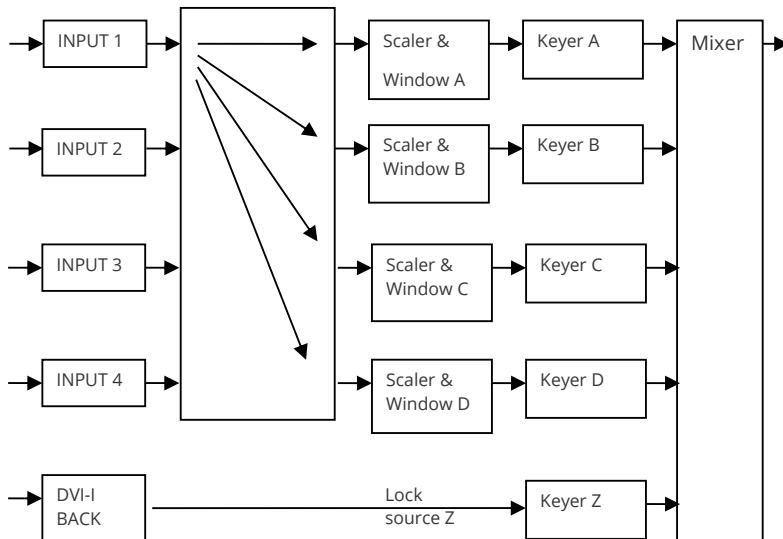 INPUT 1
Scaler &
Window A
Keyer A
Mixer
INPUT 2
Scaler &
Window B
Keyer B
INPUT 3
Scaler &
Window C
Keyer C
INPUT 4
Scaler &
Window D
Keyer D
DVI-I
BACK
Lock
source Z
Keyer Z